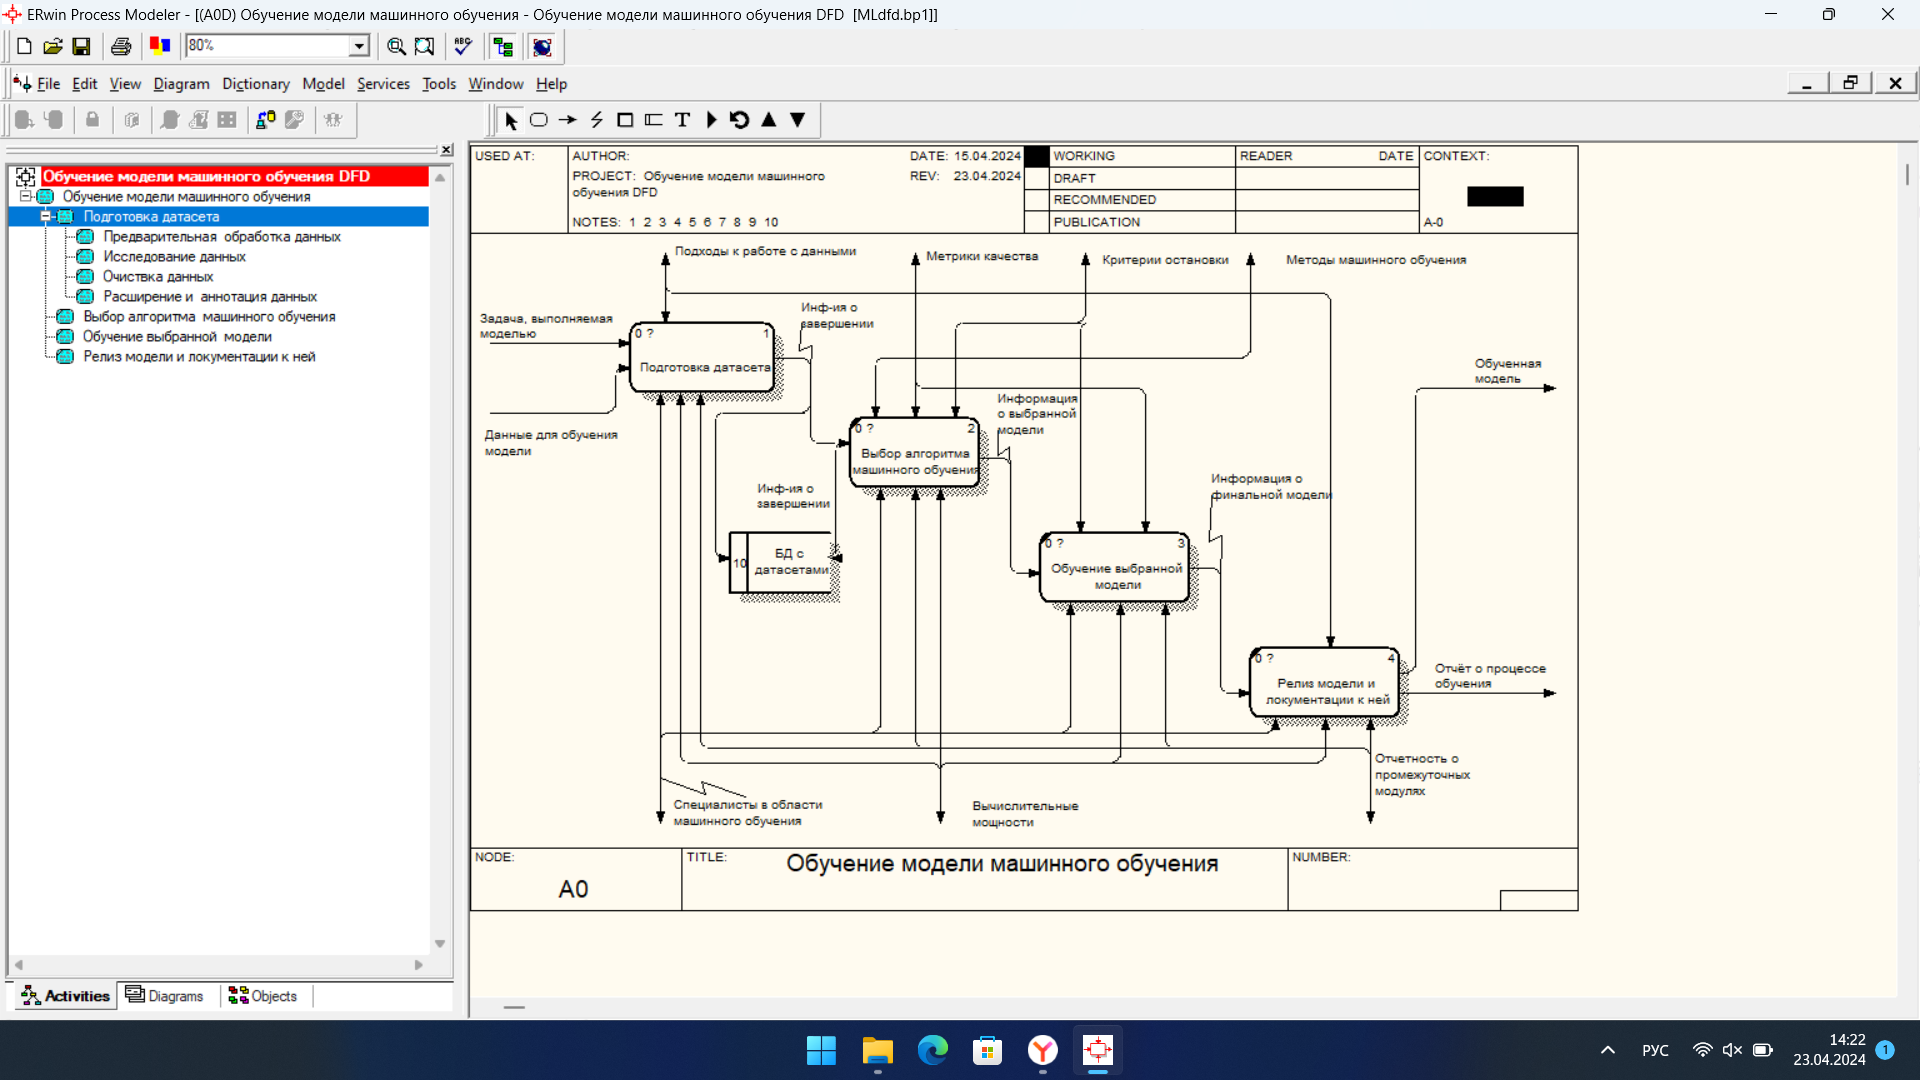 ERwin Process Modeler - [(A0D) Обучение модели машинного обучения - Обучение модели машинного обучения DFD  [MLdfd.bp1]]
80%
ABC
File Edit View Diagram Dictionary Model Services Tools Window Help
T
Обучение модели машинного обучения DFD
Обучение модели машинного обучения
Подготовка датасета
Предварительная обработка данных
Исследование данных
Очиствка данных
Расширение и аннотация данных
Выбор алгоритма машинного обучения
Обучение выбранной модели
Релиз модели и локументации к ней
Activities Diagrams Objects
USED AT:
AUTHOR:
DATE: 15.04.2024
PROJECT: Обучение модели машинного
обучения DFD
REV: 23.04.2024
NOTES: 1 2 3 4 5 6 7 8 9 10
WORKING
DRAFT
RECOMMENDED
PUBLICATION
READER
DATE
CONTEXT:
A-0
Подходы к работе с данными
Метрики качества
Критерии остановки
Методы машинного обучения
Задача, выполняемая
моделью
Инф-ия о
завершении
0 ?
1
Подготовка датасета
Данные для обучения
модели
Обученная
модель
Информация
о выбранной
модели
0 ?
2
Выбор алгоритма
машинного обучения
Инф-ия о
завершении
Информация о
финальной модели
10
БД с
датасетами
0 ?
3
Обучение выбранной
модели
0 ?
4
Релиз модели и
локументации к ней
Отчёт о процессе
обучения
Отчетность о
промежуточных
модулях
Специалисты в области
машинного обучения
Вычислительные
мощности
NODE:
A0
TITLE:
Обучение модели машинного обучения
NUMBER:
РУС
14:22
23.04.2024
1